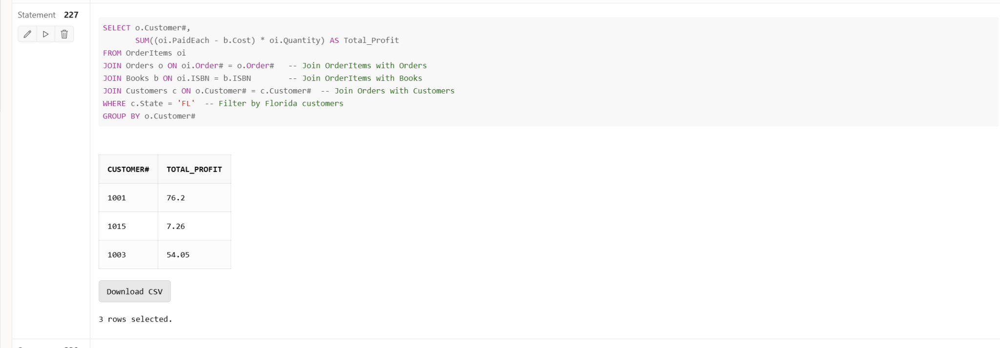 Statement 227
SELECT o.Customer#,
       SUM((oi.PaidEach - b.Cost) * oi.Quantity) AS Total_Profit
FROM OrderItems oi
JOIN Orders o ON oi.Order# = o.Order#   -- Join OrderItems with Orders
JOIN Books b ON oi.ISBN = b.ISBN        -- Join OrderItems with Books
JOIN Customers c ON o.Customer# = c.Customer#  -- Join Orders with Customers
WHERE c.State = 'FL'  -- Filter by Florida customers
GROUP BY o.Customer#
CUSTOMER# TOTAL_PROFIT
1001 76.2
1015 7.26
1003 54.05
Download CSV
3 rows selected.